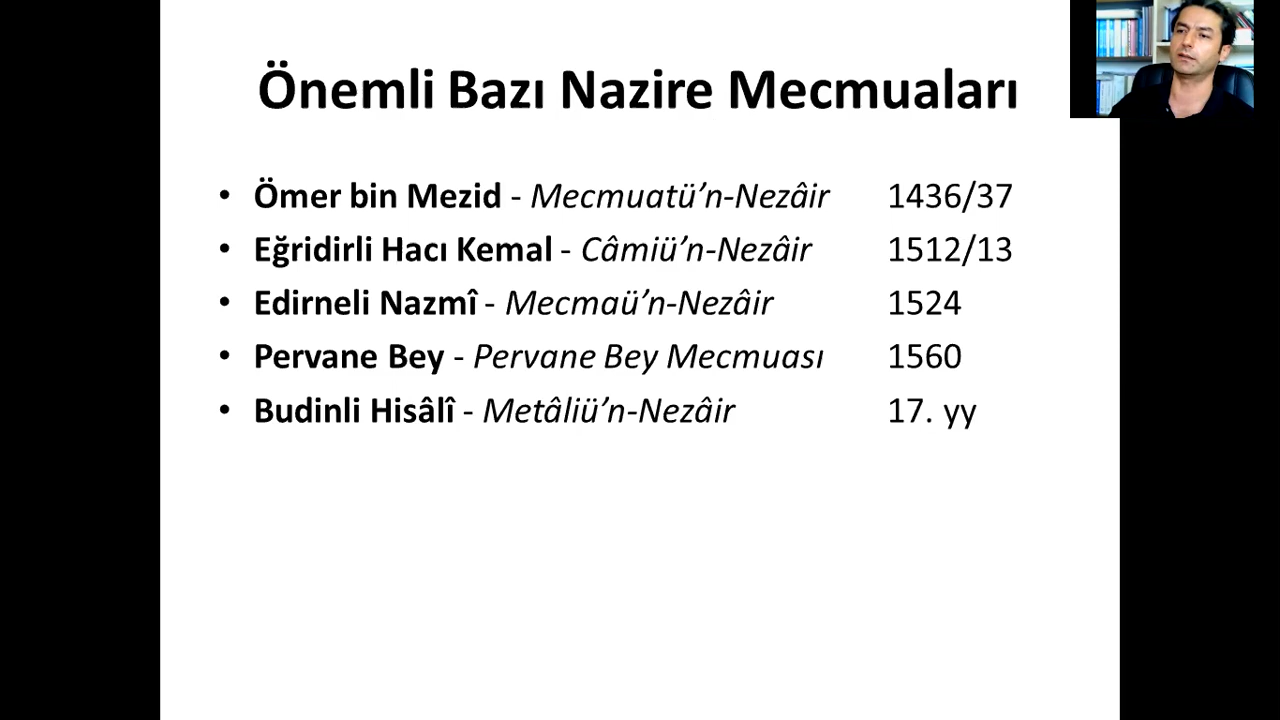 Önemli Bazı Nazire Mecmuaları
• Ömer bin Mezid - Mecmuatü’n-Nezâir 1436/37
• Eğridirli Hacı Kemal - Câmiü’n-Nezâir 1512/13
• Edirneli Nazmî - Mecmaü’n-Nezâir 1524
• Pervane Bey - Pervane Bey Mecmuası 1560
• Budinli Hisâlî - Metâliü’n-Nezâir 17. yy